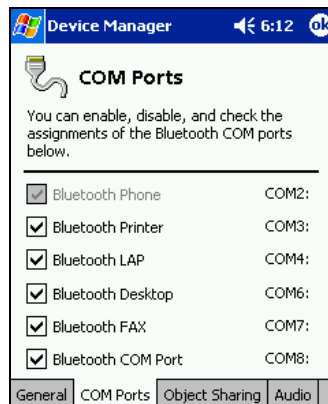 Device Manager 6:12 ok
COM Ports
You can enable, disable, and check the
assignments of the Bluetooth COM ports
below.
Bluetooth Phone COM2:
Bluetooth Printer COM3:
Bluetooth LAP COM4:
Bluetooth Desktop COM6:
Bluetooth FAX COM7:
Bluetooth COM Port COM8:
General COM Ports Object Sharing Audio